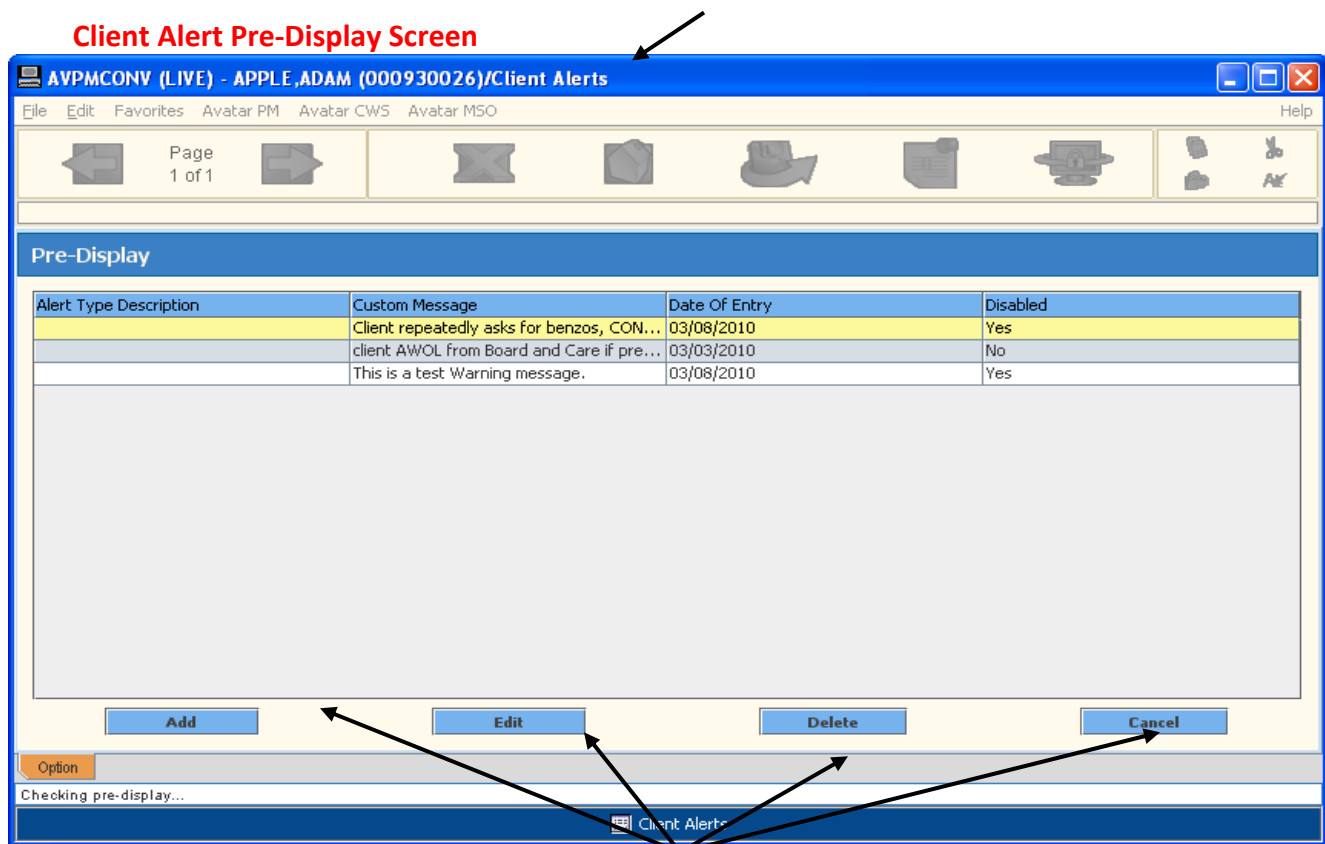 Client Alert Pre-Display Screen
AVPMCONV (LIVE) - APPLE,ADAM (000930026)/Client Alerts
File Edit Favorites Avatar PM Avatar CWS Avatar MSO Help
Page
1 of 1
Pre-Display
Alert Type Description Custom Message Date Of Entry Disabled
Client repeatedly asks for benzos, CON... 03/08/2010 Yes
client AWOL from Board and Care if pre... 03/03/2010 No
This is a test Warning message. 03/08/2010 Yes
Add Edit Delete Cancel
Option
Checking pre-display...
Client Alerts